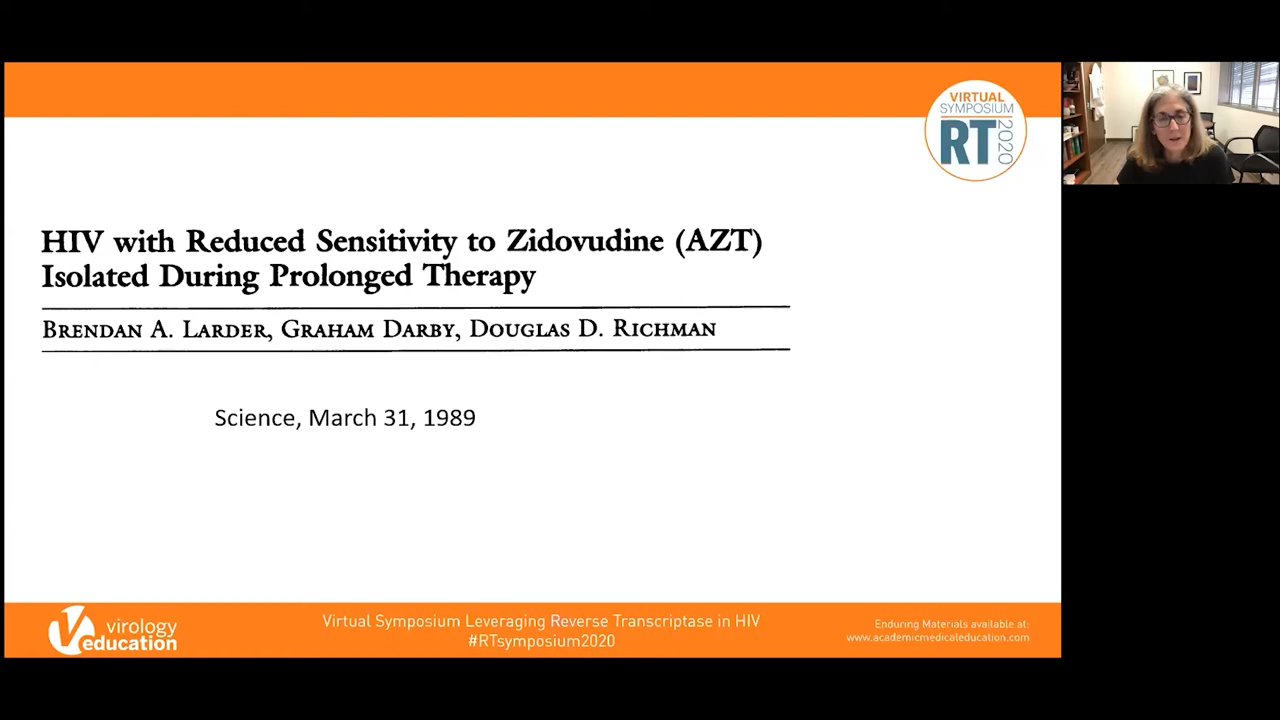 VIRTUAL
SYMPOSIUM
RT
2020
HIV with Reduced Sensitivity to Zidovudine (AZT)
Isolated During Prolonged Therapy
BRENDAN A. LARDER, GRAHAM DARBY, DOUGLAS D. RICHMAN
Science, March 31, 1989
virology
education
Virtual Symposium Leveraging Reverse Transcriptase in HIV
#RTsymposium2020
Enduring Materials available at:
www.academicmedicaleducation.com